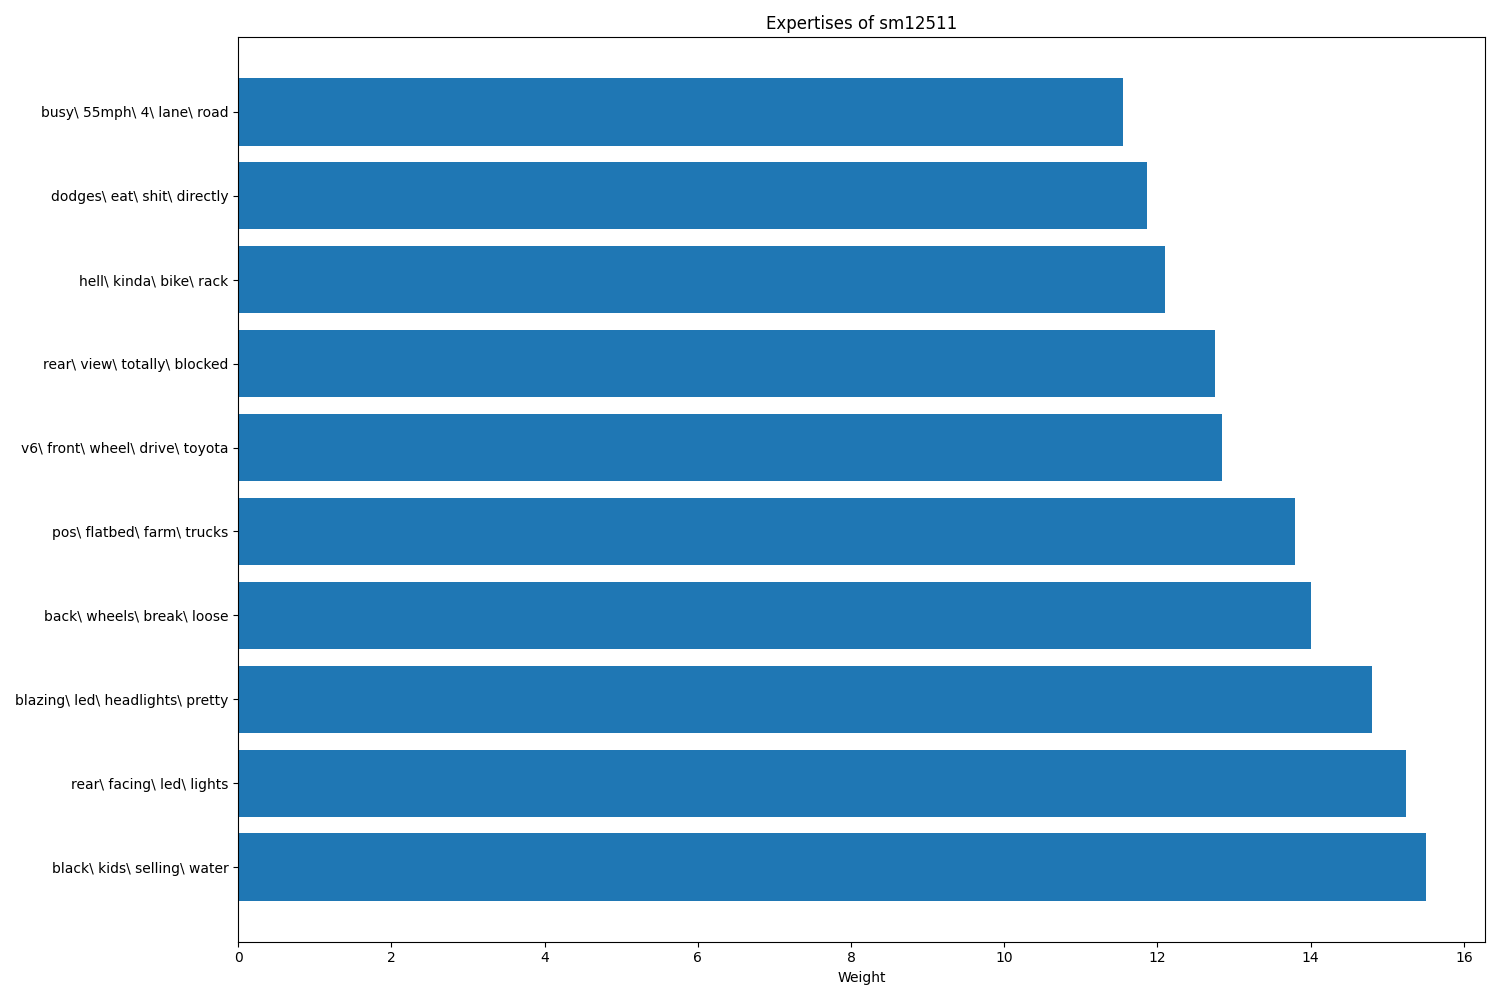 Expertises of sm12511
busy\ 55mph\ 4\ lane\ road
dodges\ eat\ shit\ directly
hell\ kinda\ bike\ rack
rear\ view\ totally\ blocked
v6\ front\ wheel\ drive\ toyota
pos\ flatbed\ farm\ trucks
back\ wheels\ break\ loose
blazing\ led\ headlights\ pretty
rear\ facing\ led\ lights
black\ kids\ selling\ water
0 2 4 6 8 10 12 14 16
Weight